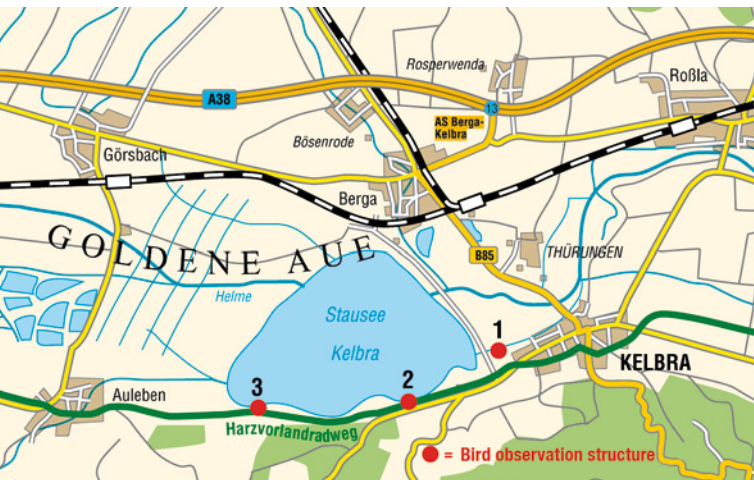 Rosperwenda
Roßla
A38
13
AS Berga-
Kelbra
Bösenrode
Görsbach
Berga
GOLDENE AUE
B85
THÜRUNGEN
Helme
Stausee
Kelbra
1
KELBRA
2
3
Auleben
Harzvorlandradweg
= Bird observation structure